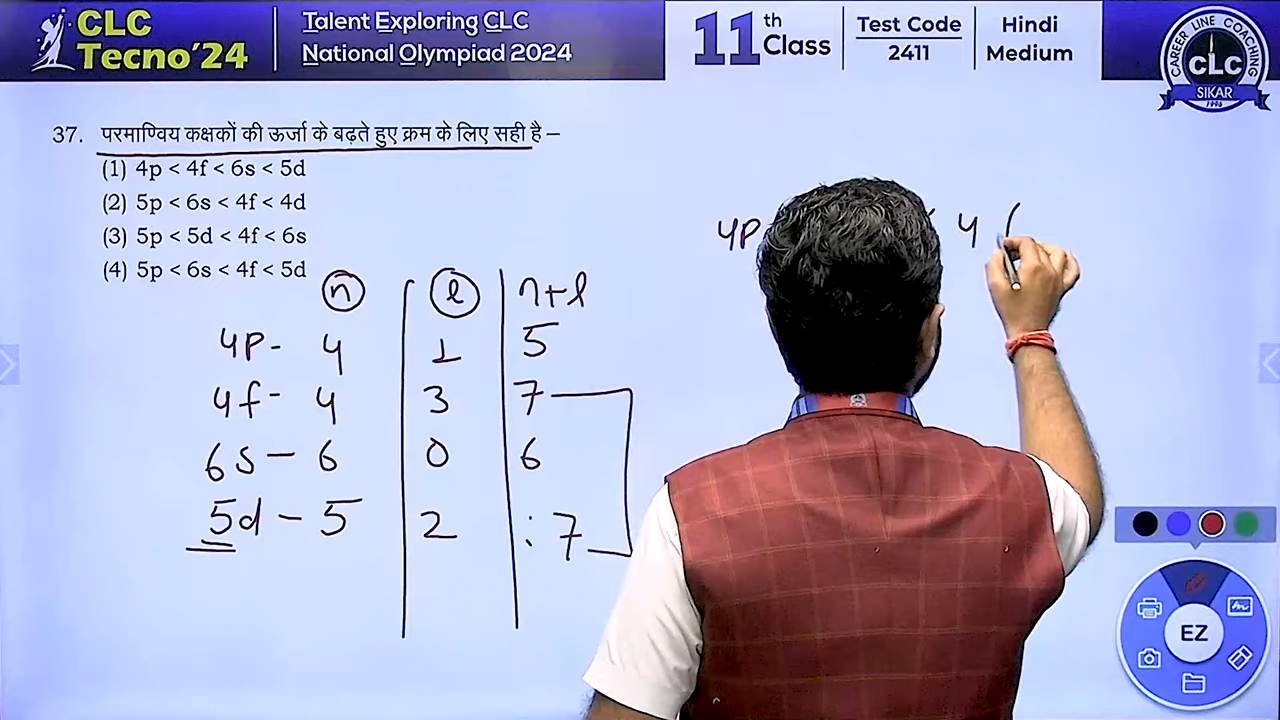 CLC
Tecno'24
Talent Exploring CLC
National Olympiad 2024
11th Class
Test Code
2411
Hindi
Medium
CAREER LINE COACHING
CLC
SIKAR
1996
37. परमाण्विय कक्षकों की ऊर्जा के बढ़ते हुए क्रम के लिए सही है –
(1) 4p < 4f < 6s < 5d
(2) 5p < 6s < 4f < 4d
(3) 5p < 5d < 4f < 6s
(4) 5p < 6s < 4f < 5d
4p
< 4
n l n+l
4p - 4 1 5
4f - 4 3 7
6s - 6 0 6
5d - 5 2 : 7
EZ